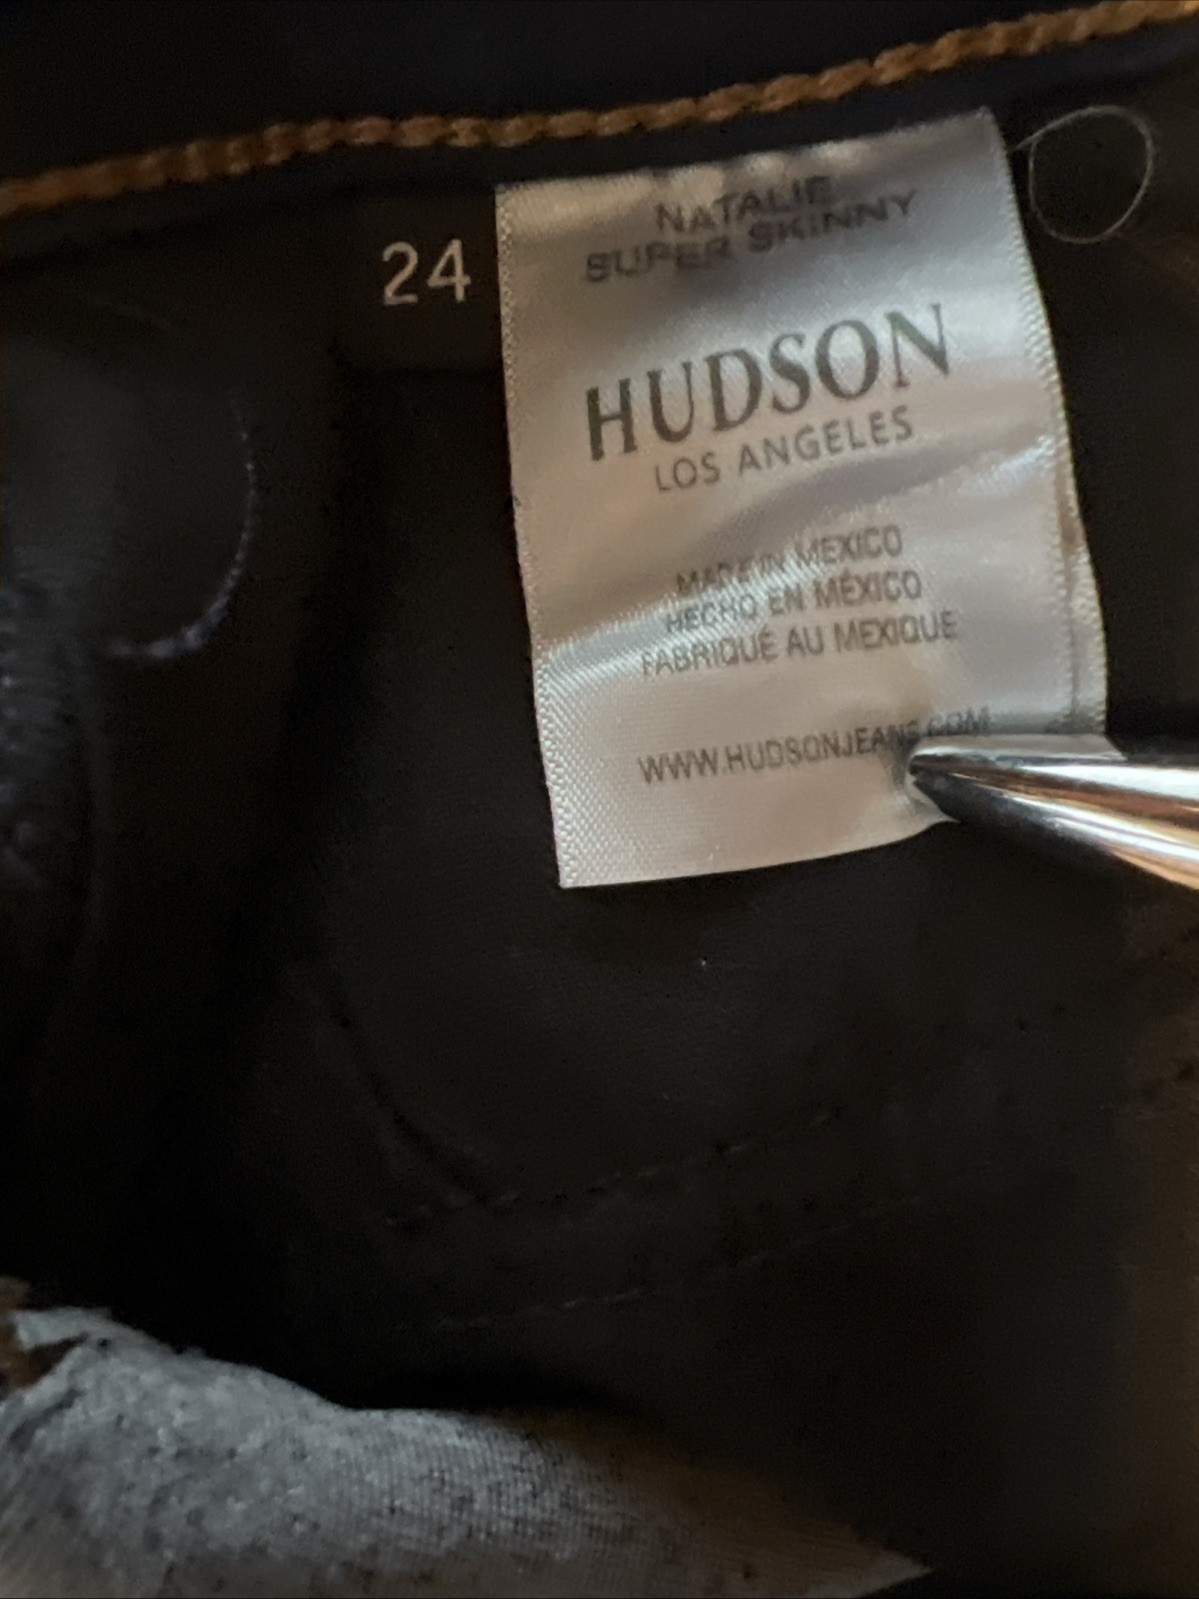 24
NATALIE
SUPER SKINNY
HUDSON
LOS ANGELES
MADE IN MEXICO
HECHO EN MÉXICO
FABRIQUÉ AU MEXIQUE
WWW.HUDSONJEANS.COM